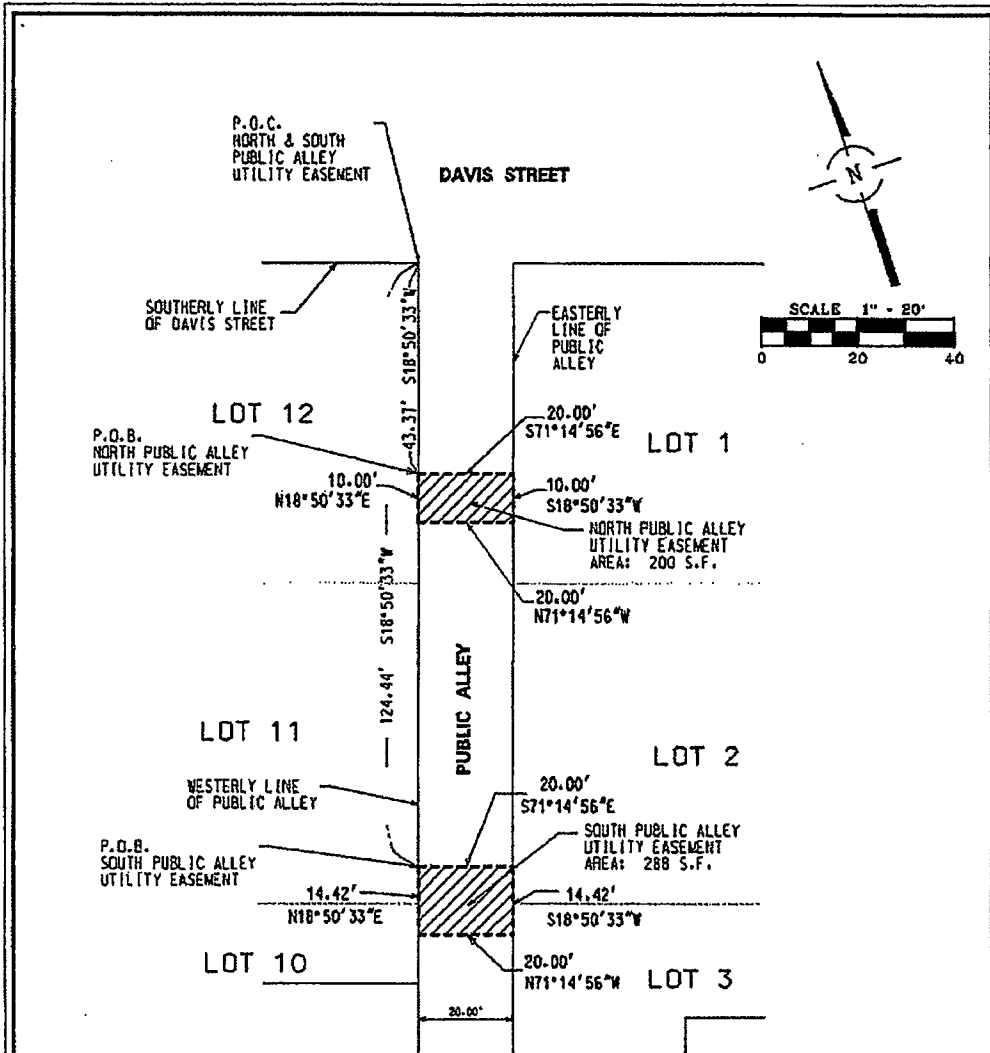 P.O.C.
NORTH & SOUTH
PUBLIC ALLEY
UTILITY EASEMENT
DAVIS STREET
N
SCALE 1" - 20'
0 20 40
SOUTHERLY LINE
OF DAVIS STREET
S18°50'33"W
43.37'
EASTERLY
LINE OF
PUBLIC
ALLEY
LOT 12
P.O.B.
NORTH PUBLIC ALLEY
UTILITY EASEMENT
20.00'
S71°14'56"E
LOT 1
10.00'
N18°50'33"E
10.00'
S18°50'33"W
NORTH PUBLIC ALLEY
UTILITY EASEMENT
AREA: 200 S.F.
20.00'
N71°14'56"W
124.44' S18°50'33"W
PUBLIC ALLEY
LOT 11
LOT 2
WESTERLY LINE
OF PUBLIC ALLEY
20.00'
S71°14'56"E
P.O.B.
SOUTH PUBLIC ALLEY
UTILITY EASEMENT
SOUTH PUBLIC ALLEY
UTILITY EASEMENT
AREA: 288 S.F.
14.42'
N18°50'33"E
14.42'
S18°50'33"W
LOT 10
20.00'
N71°14'56"W
LOT 3
20.00'